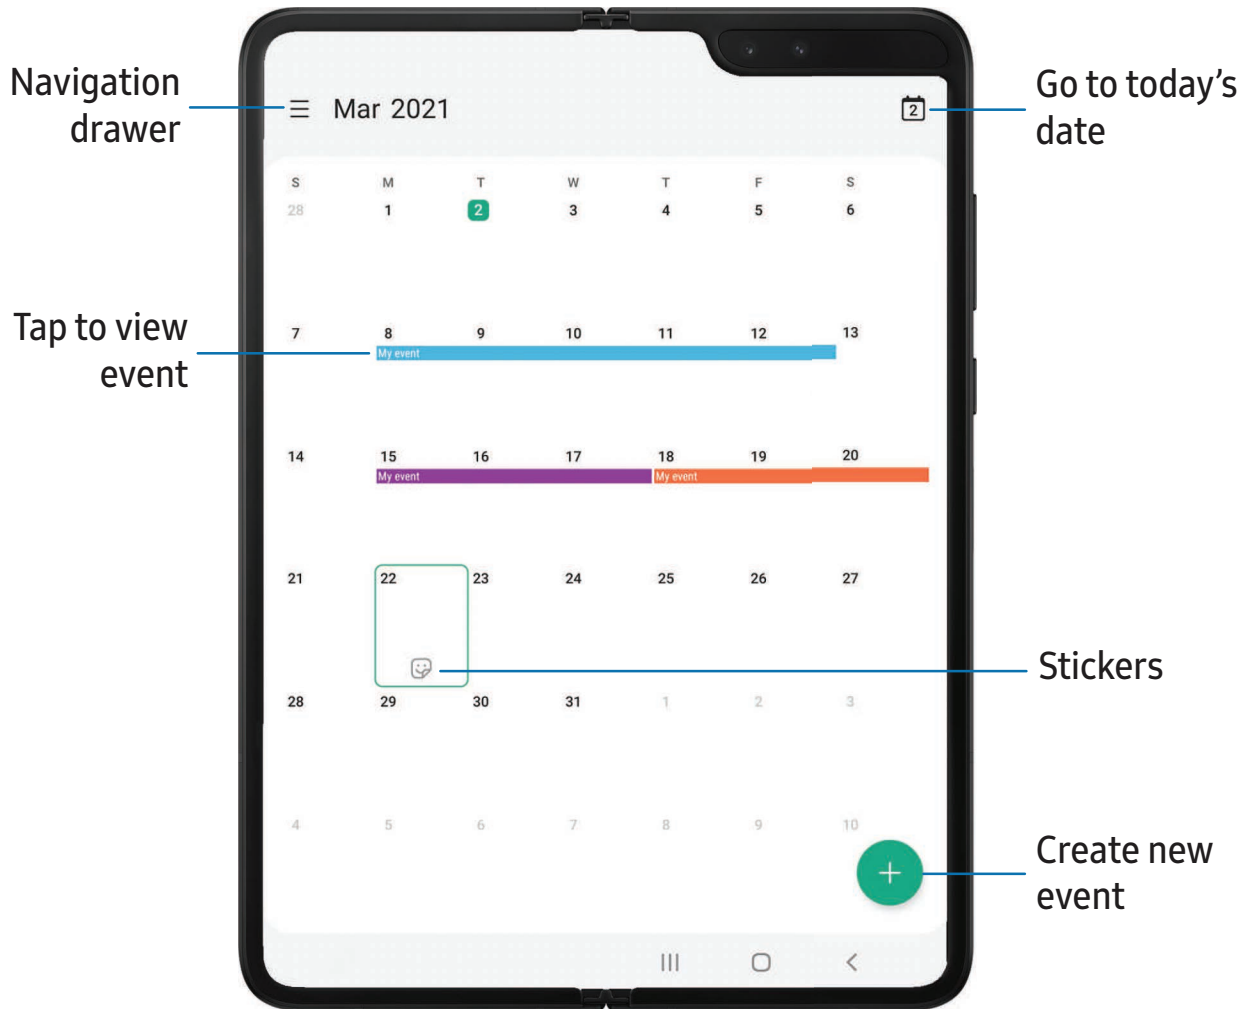 Navigation
drawer
Mar 2021
2
Go to today's
date
S M T W T F S
28 1 2 3 4 5 6
Tap to view
event
7 8 9 10 11 12 13
My event
14 15 16 17 18 19 20
My event My event
21 22 23 24 25 26 27
Stickers
28 29 30 31 1 2 3
4 5 6 7 8 9 10
Create new
event